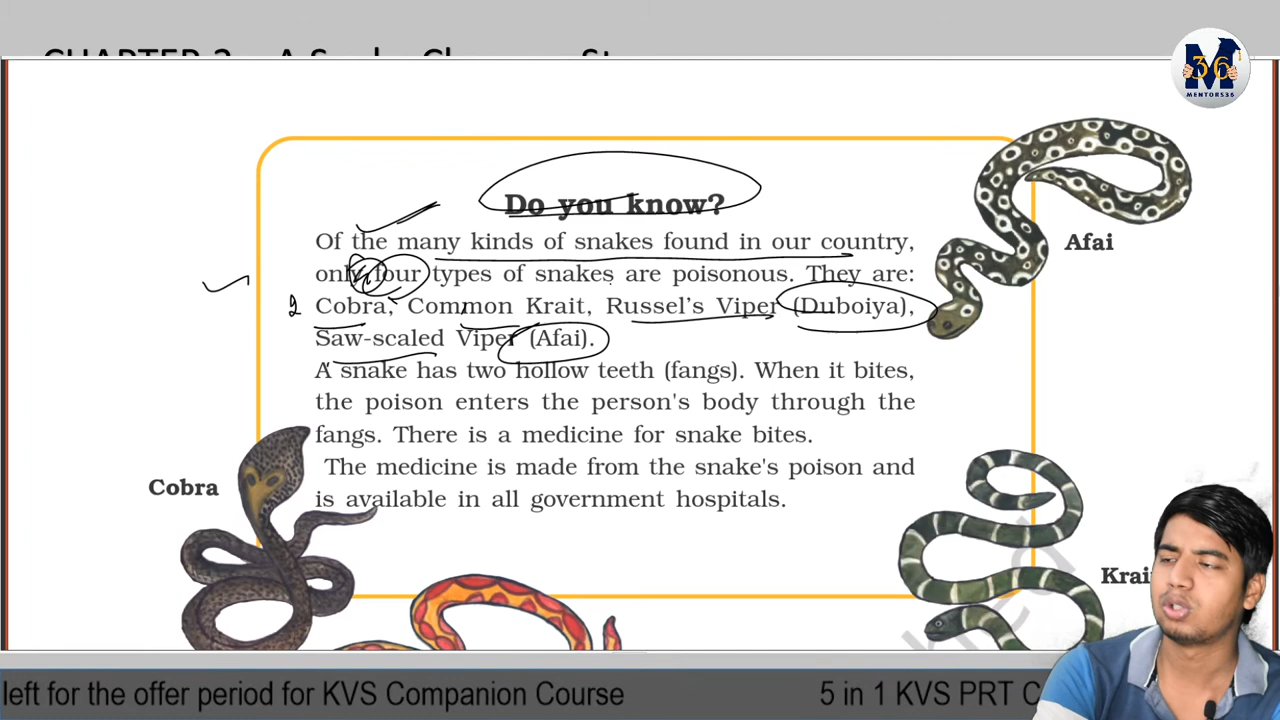 M
36
MENTORS36
Do you know?
Of the many kinds of snakes found in our country,
only four types of snakes are poisonous. They are:
Cobra, Common Krait, Russel's Viper (Duboiya),
Saw-scaled Viper (Afai).
A snake has two hollow teeth (fangs). When it bites,
the poison enters the person's body through the
fangs. There is a medicine for snake bites.
The medicine is made from the snake's poison and
is available in all government hospitals.
Afai
Cobra
left for the offer period for KVS Companion Course
5 in 1 KVS PRT